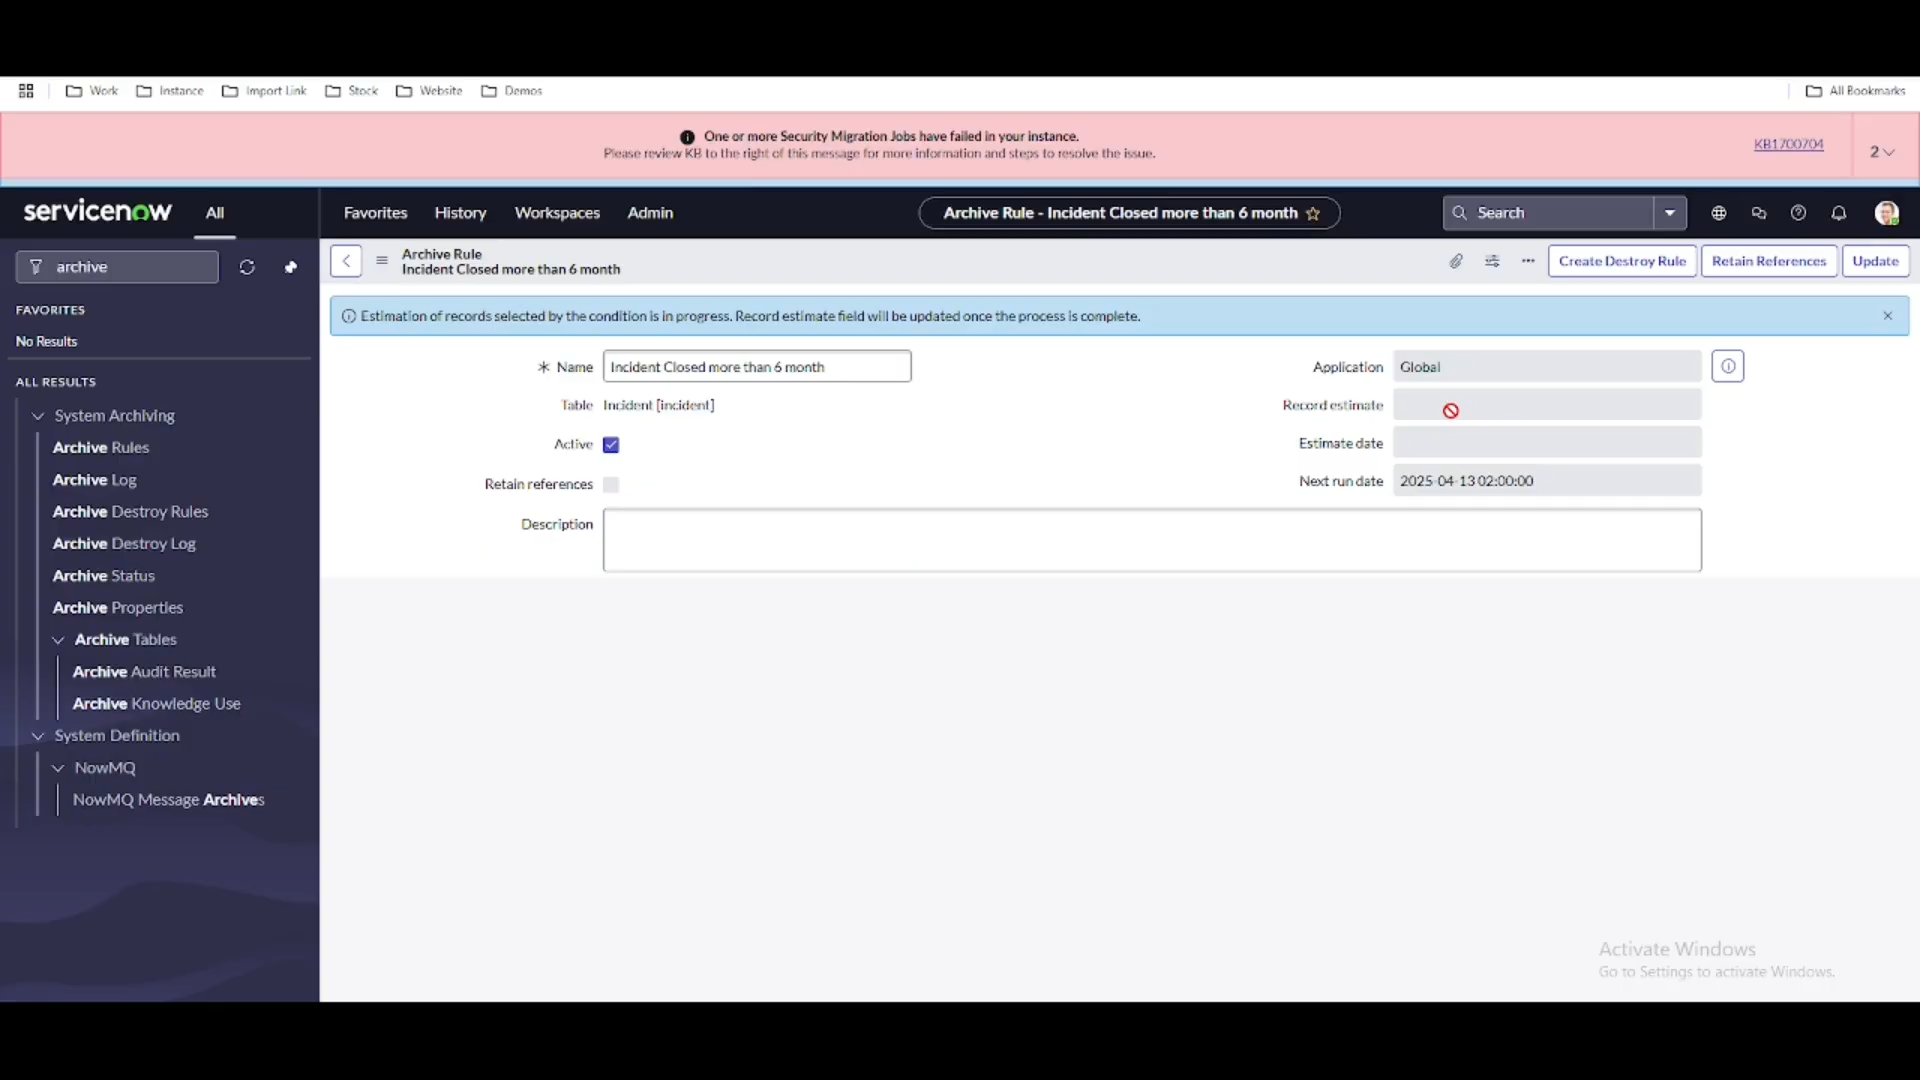 Work
Instance
Import Link
Stock
Website
Demos
All Bookmarks
One or more Security Migration Jobs have failed in your instance.
Please review KB to the right of this message for more information and steps to resolve the issue.
KB1700704
2
servicenow
All
Favorites
History
Workspaces
Admin
Archive Rule - Incident Closed more than 6 month
Search
archive
Archive Rule
Incident Closed more than 6 month
Create Destroy Rule
Retain References
Update
FAVORITES
No Results
ALL RESULTS
System Archiving
Archive Rules
Archive Log
Archive Destroy Rules
Archive Destroy Log
Archive Status
Archive Properties
Archive Tables
Archive Audit Result
Archive Knowledge Use
System Definition
NowMQ
NowMQ Message Archives
Estimation of records selected by the condition is in progress. Record estimate field will be updated once the process is complete.
Name Incident Closed more than 6 month
Application Global
Table Incident [incident]
Record estimate
Active
Estimate date
Retain references
Next run date 2025-04-13 02:00:00
Description
Activate Windows
Go to Settings to activate Windows.